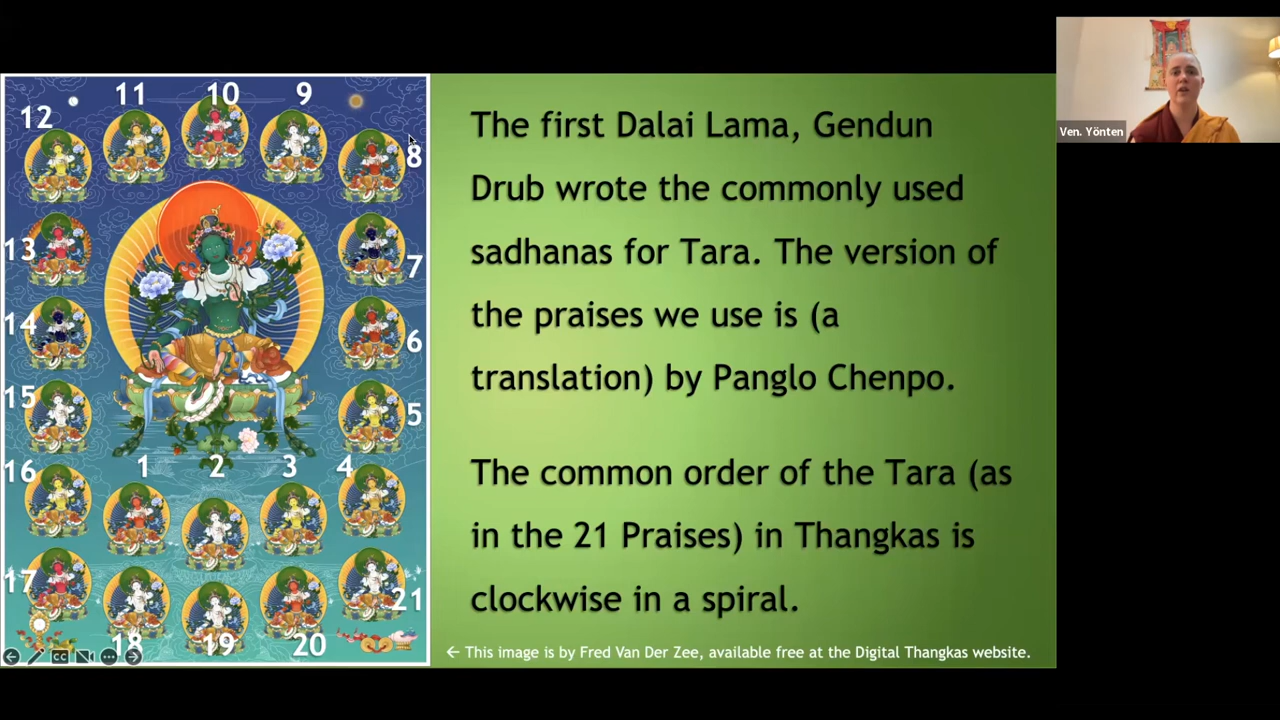 11
10
9
12
8
13
7
14
6
15
5
16
1
2
3
4
17
21
18
19
20
CC
The first Dalai Lama, Gendun
Drub wrote the commonly used
sadhanas for Tara. The version of
the praises we use is (a
translation) by Panglo Chenpo.
The common order of the Tara (as
in the 21 Praises) in Thangkas is
clockwise in a spiral.
← This image is by Fred Van Der Zee, available free at the Digital Thangkas website.
Ven. Yönten